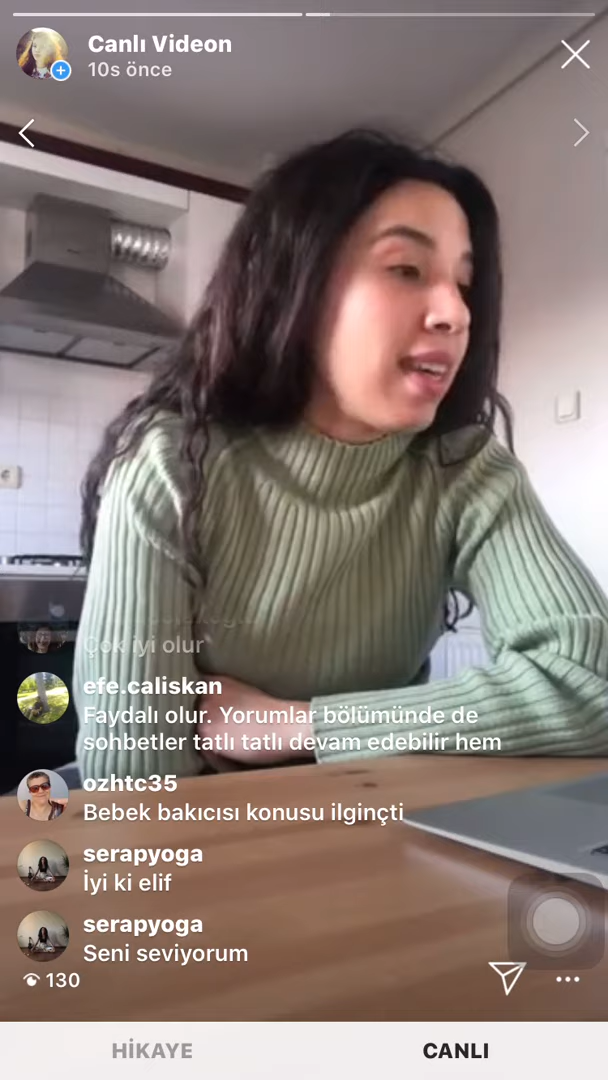 Canlı Videon
10s önce
Çok iyi olur
efe.caliskan
Faydalı olur. Yorumlar bölümünde de
sohbetler tatlı tatlı devam edebilir hem
ozhtc35
Bebek bakıcısı konusu ilginçti
serapyoga
İyi ki elif
serapyoga
Seni seviyorum
130
HİKAYE
CANLI